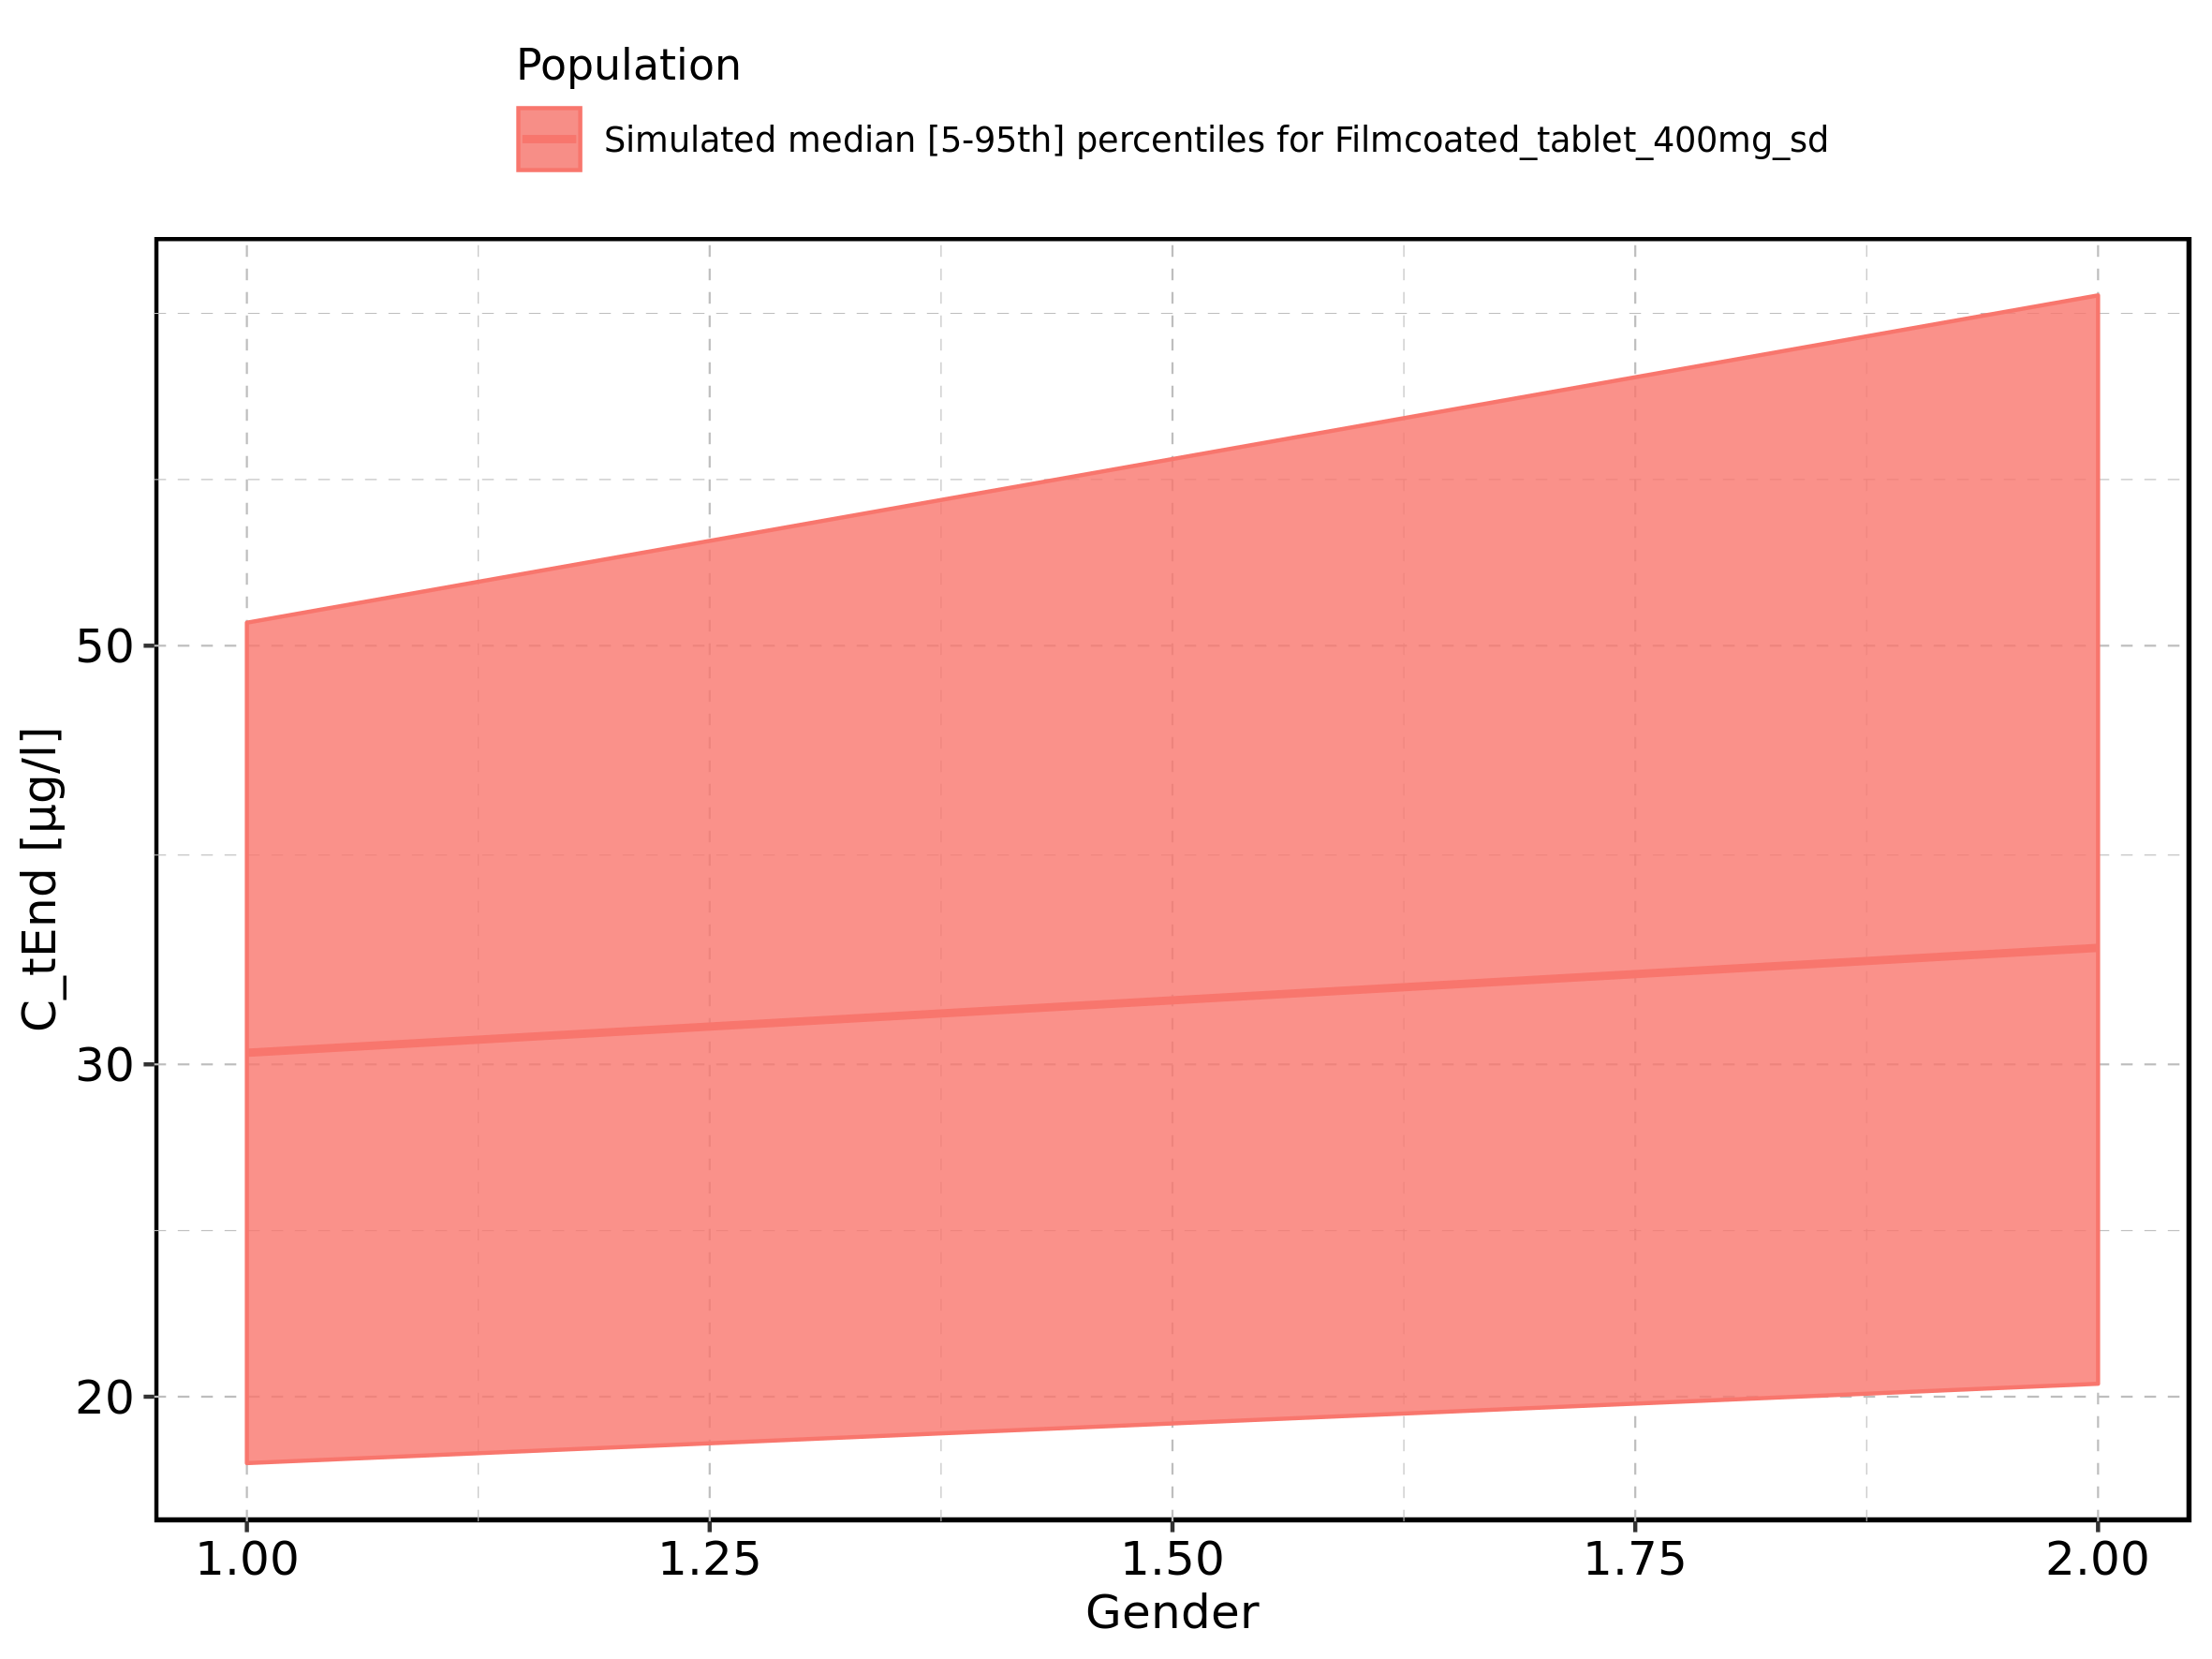 Population
Simulated median [5-95th] percentiles for Filmcoated_tablet_400mg_sd
C_tEnd [µg/l]
50
30
20
1.00 1.25 1.50 1.75 2.00
Gender